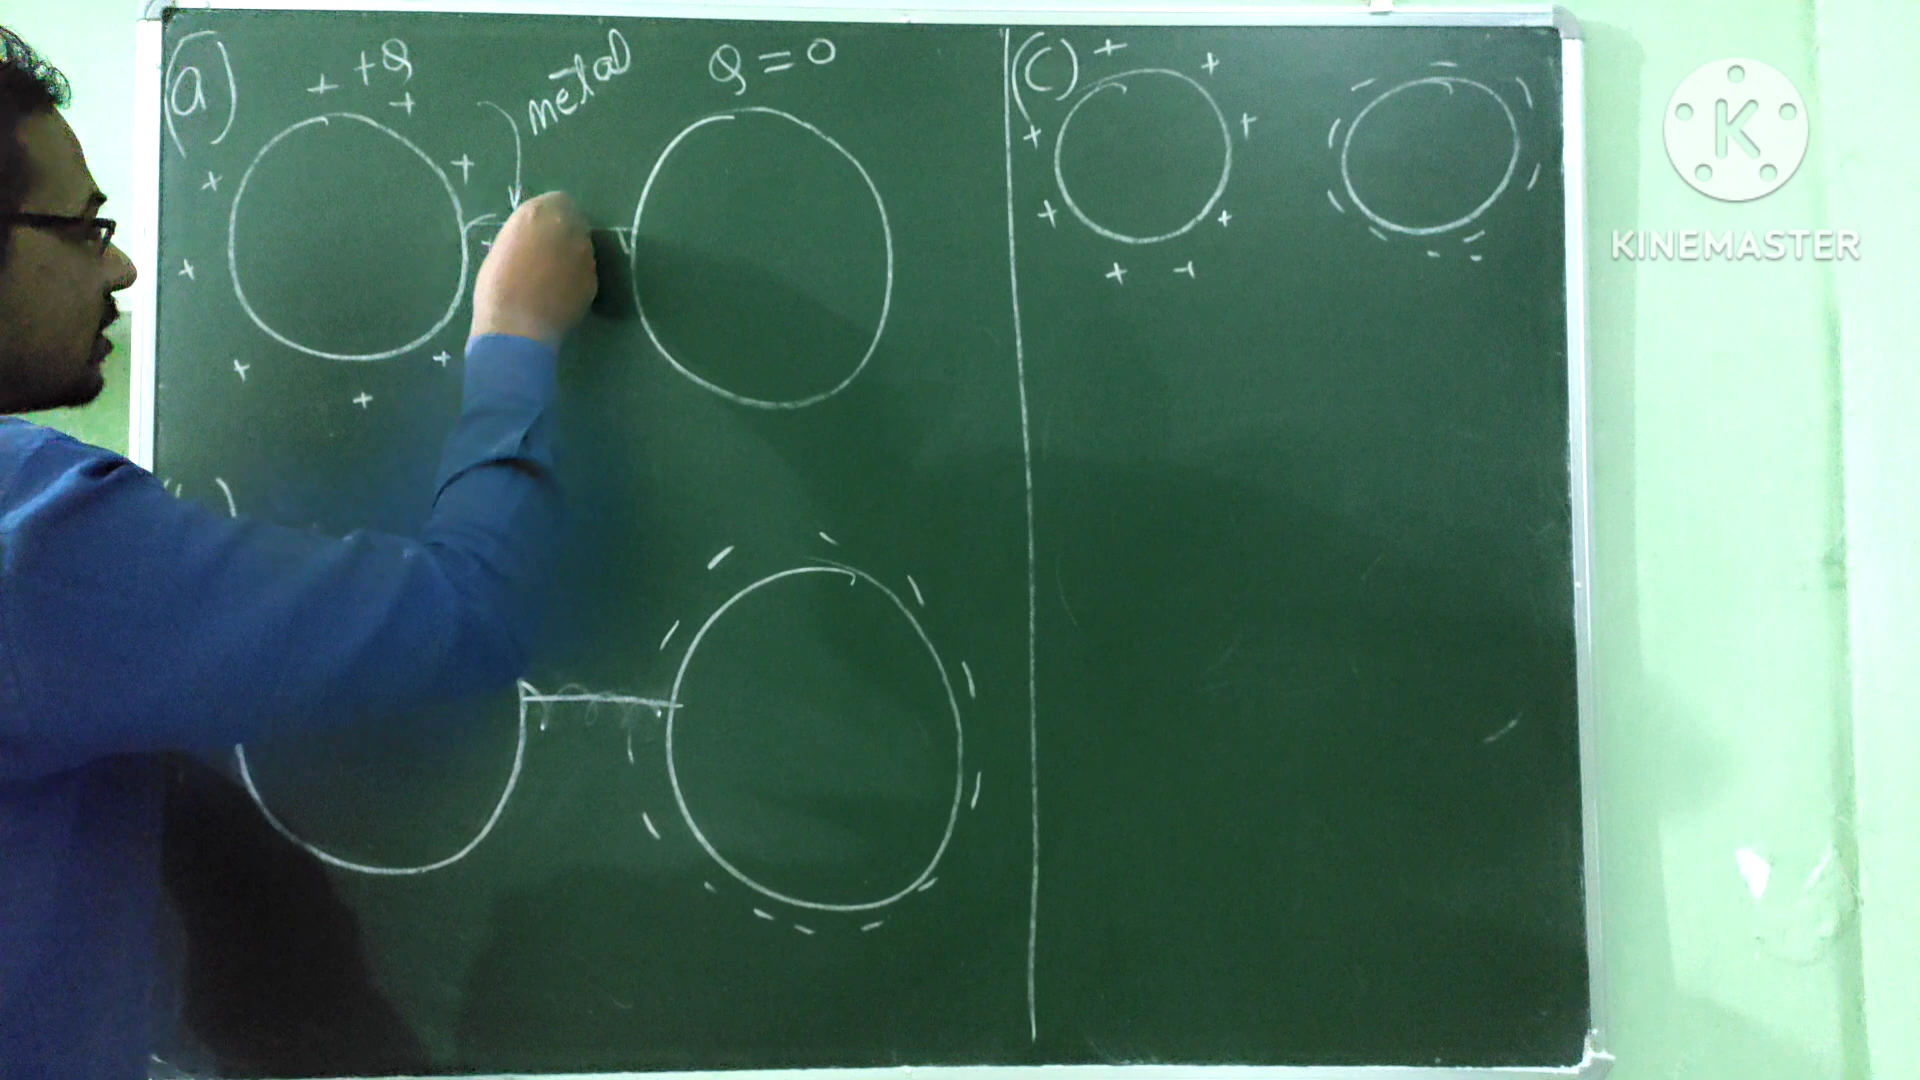 (a)
+Q
metal
Q = 0
(c)
K
KINEMASTER